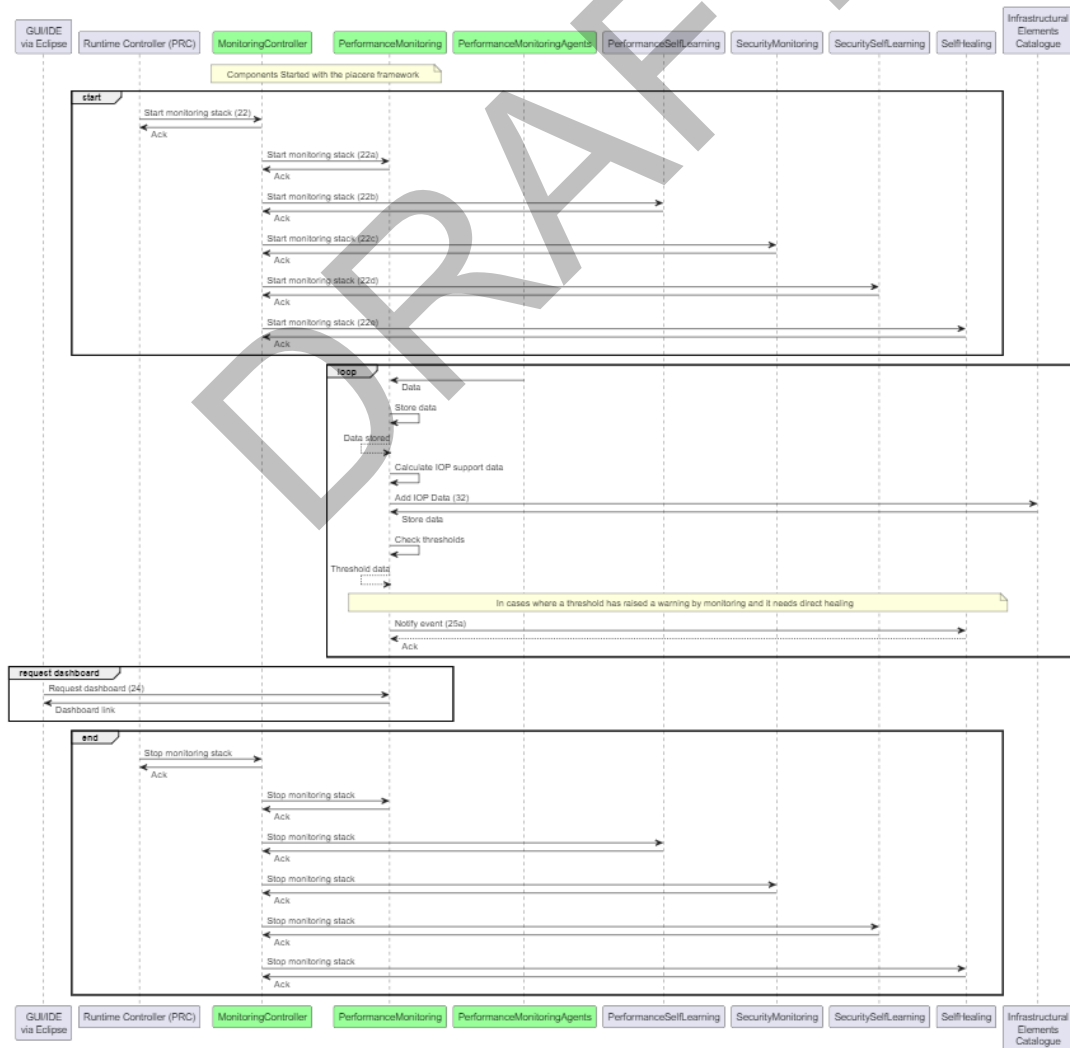 GUI/IDE
via Eclipse
Runtime Controller (PRC)
MonitoringController
PerformanceMonitoring
PerformanceMonitoringAgents
PerformanceSelfLearning
SecurityMonitoring
SecuritySelfLearning
SelfHealing
Infrastructural
Elements
Catalogue
Components Started with the piacere framework
start
Start monitoring stack (22)
Ack
Start monitoring stack (22a)
Ack
Start monitoring stack (22b)
Ack
Start monitoring stack (22c)
Ack
Start monitoring stack (22d)
Ack
Start monitoring stack (22e)
Ack
loop
Data
Store data
Data stored
Calculate IOP support data
Add IOP Data (32)
Store data
Check thresholds
Threshold data
In cases where a threshold has raised a warning by monitoring and it needs direct healing
Notify event (25a)
Ack
request dashboard
Request dashboard (24)
Dashboard link
end
Stop monitoring stack
Ack
Stop monitoring stack
Ack
Stop monitoring stack
Ack
Stop monitoring stack
Ack
Stop monitoring stack
Ack
Stop monitoring stack
Ack
GUI/IDE
via Eclipse
Runtime Controller (PRC)
MonitoringController
PerformanceMonitoring
PerformanceMonitoringAgents
PerformanceSelfLearning
SecurityMonitoring
SecuritySelfLearning
SelfHealing
Infrastructural
Elements
Catalogue
DRAFT